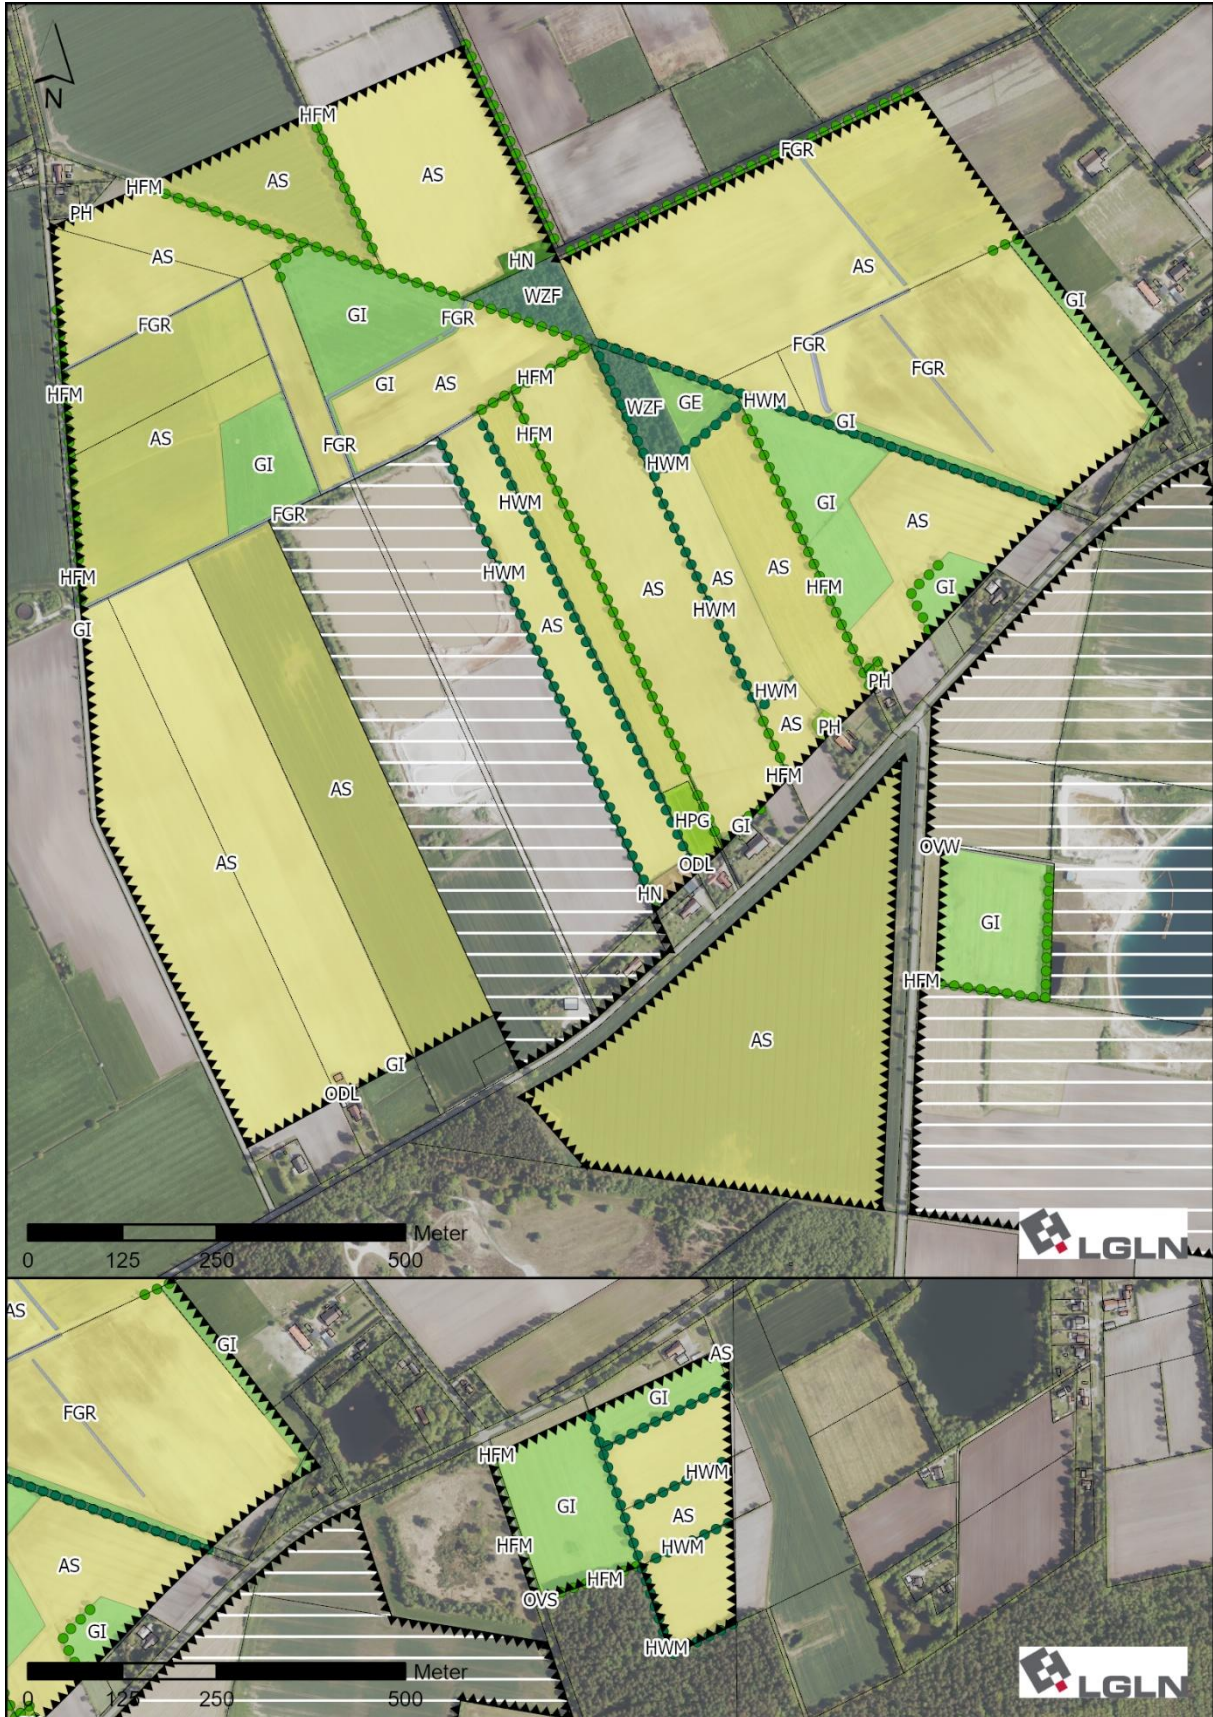 N
HFM
AS
AS
HFM
PH
AS
FGR
HN
AS
WZF
GI
GI
FGR
FGR
FGR
FGR
HFM
GI
AS
HFM
WZF
GE
HWM
GI
HFM
AS
FGR
GI
HWM
GI
HWM
AS
FGR
HWM
AS
AS
HFM
GI
HFM
GI
AS
HWM
AS
HWM
PH
AS
PH
HFM
AS
HPG
GI
OVW
AS
ODL
HN
GI
HFM
AS
GI
ODL
Meter
0 125 250 500
LGLN
AS
GI
FGR
AS
GI
HFM
HWM
GI
AS
HFM
HWM
HFM
OVS
AS
GI
HWM
Meter
0 125 250 500
LGLN